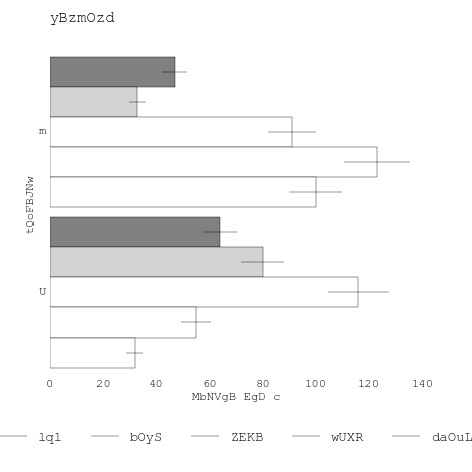 yBzmOzd
tQoFBJNw
m
U
0 20 40 60 80 100 120 140
MbNVgB EgD c
lql bOyS ZEKB wUXR daOuL